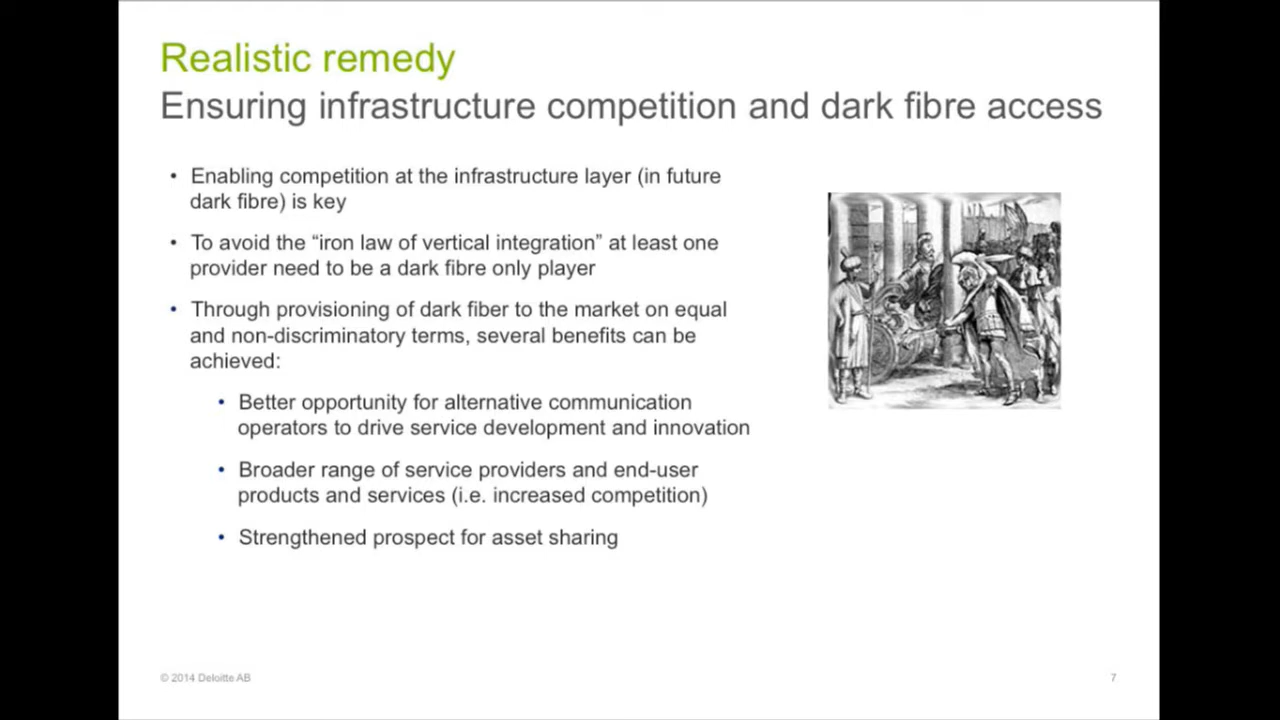 Realistic remedy
Ensuring infrastructure competition and dark fibre access
• Enabling competition at the infrastructure layer (in future
dark fibre) is key
• To avoid the “iron law of vertical integration” at least one
provider need to be a dark fibre only player
• Through provisioning of dark fiber to the market on equal
and non-discriminatory terms, several benefits can be
achieved:
• Better opportunity for alternative communication
operators to drive service development and innovation
• Broader range of service providers and end-user
products and services (i.e. increased competition)
• Strengthened prospect for asset sharing
© 2014 Deloitte AB
7